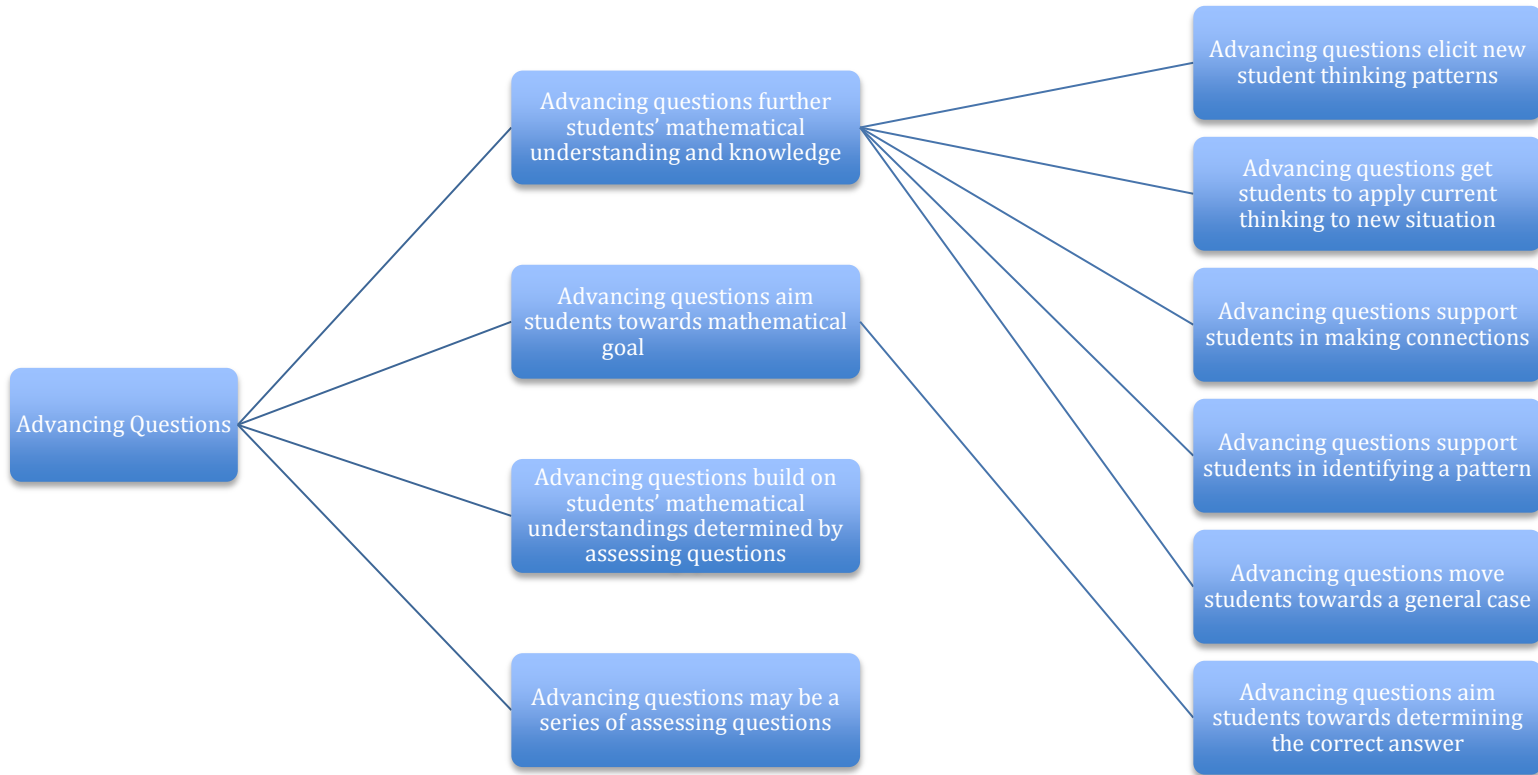 Advancing Questions
Advancing questions further
students’ mathematical
understanding and knowledge
Advancing questions aim
students towards mathematical
goal
Advancing questions build on
students’ mathematical
understandings determined by
assessing questions
Advancing questions may be a
series of assessing questions
Advancing questions elicit new
student thinking patterns
Advancing questions get
students to apply current
thinking to new situation
Advancing questions support
students in making connections
Advancing questions support
students in identifying a pattern
Advancing questions move
students towards a general case
Advancing questions aim
students towards determining
the correct answer